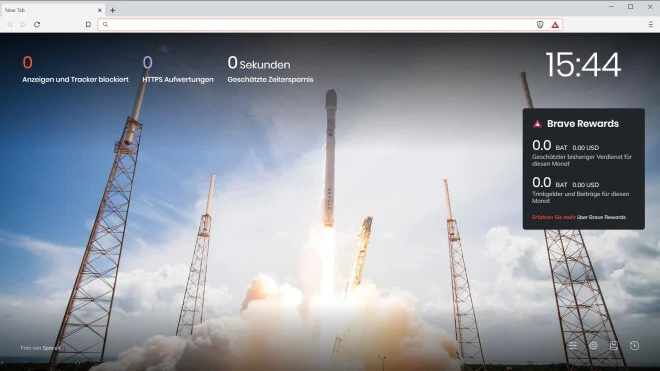 New Tab
0
Anzeigen und Tracker blockiert
0
HTTPS Aufwertungen
0 Sekunden
Geschätzte Zeitersparnis
15:44
Brave Rewards
0.0 BAT 0.00 USD
Geschätzter bisheriger Verdienst für
diesen Monat
0.0 BAT 0.00 USD
Trinkgelder und Beiträge für diesen
Monat
Erfahren Sie mehr über Brave Rewards
Foto von SpaceX